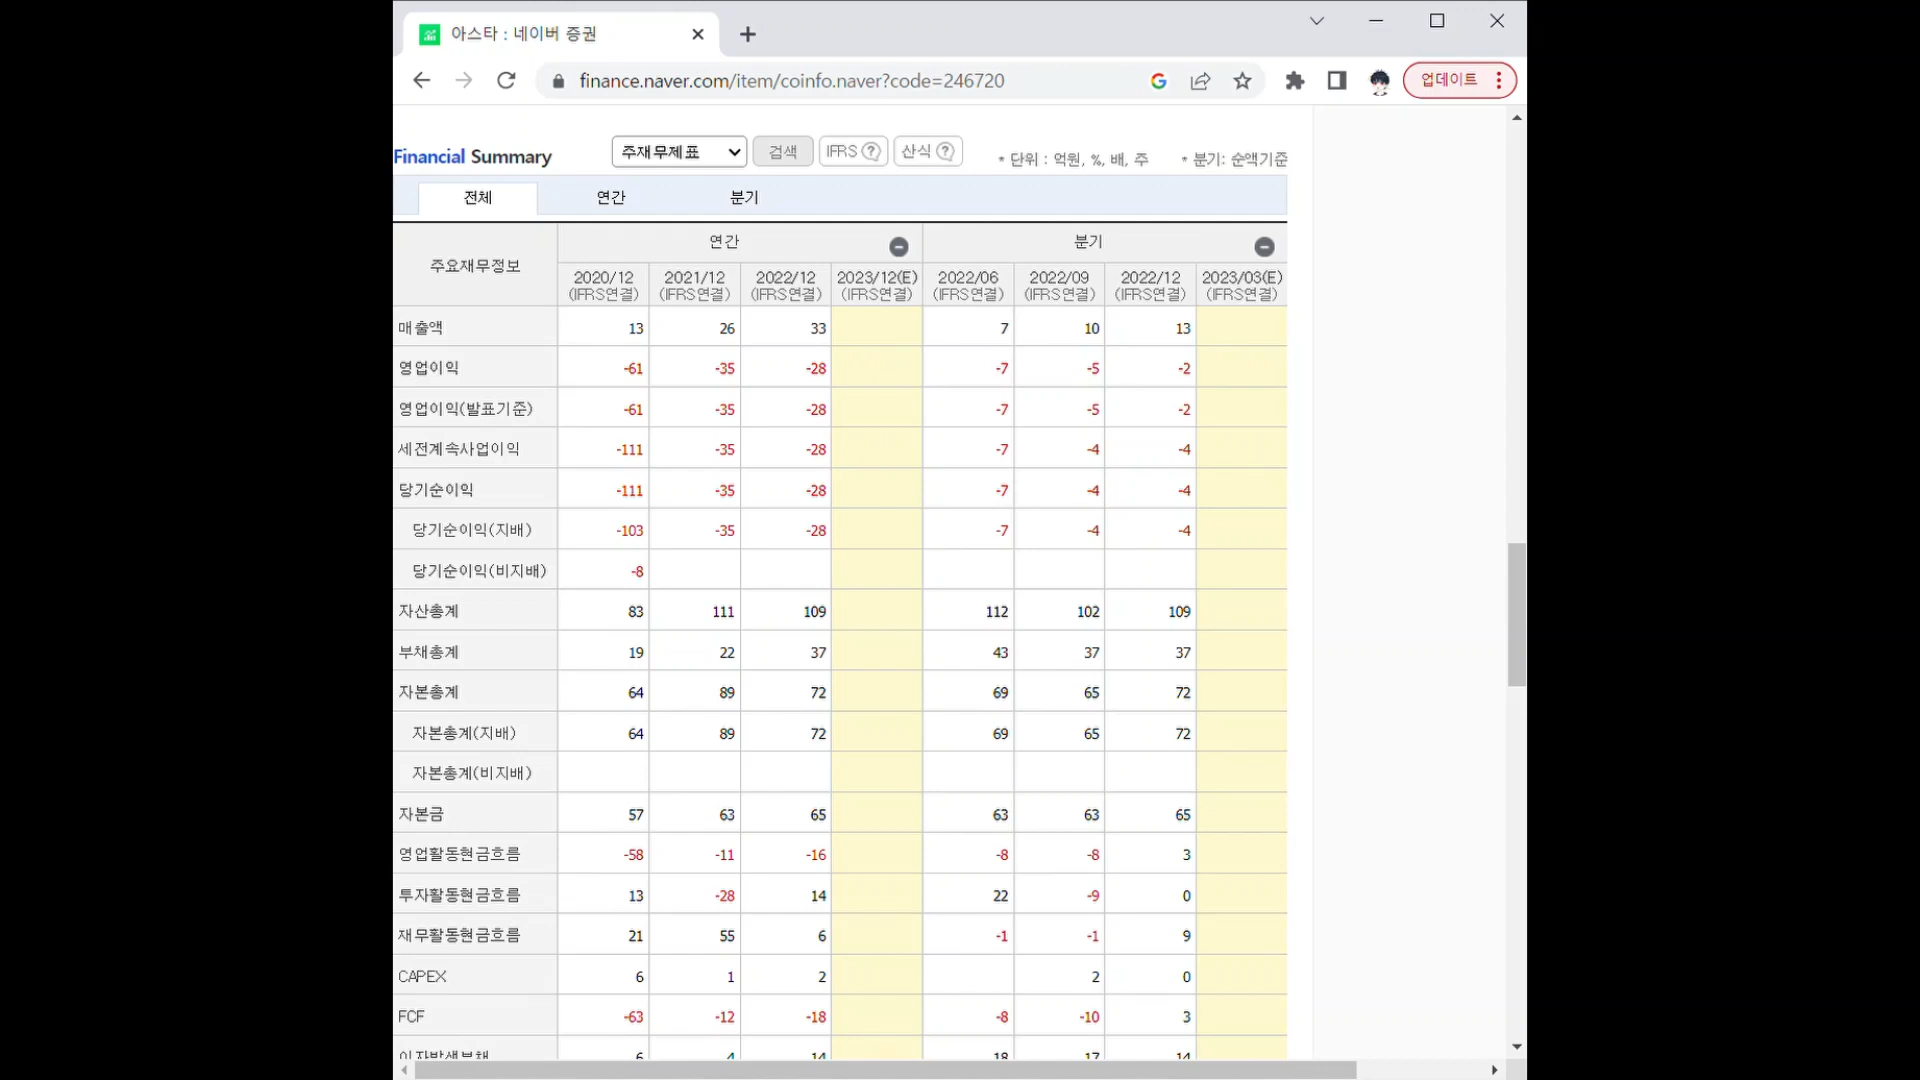 아스타 : 네이버 증권
finance.naver.com/item/coinfo.naver?code=246720
업데이트
Financial Summary 주재무제표 검색 IFRS ? 산식 ? * 단위 : 억원, %, 배, 주 * 분기: 순액기준
전체 연간 분기
주요재무정보 연간 분기
2020/12 2021/12 2022/12 2023/12(E) 2022/06 2022/09 2022/12 2023/03(E)
(IFRS연결) (IFRS연결) (IFRS연결) (IFRS연결) (IFRS연결) (IFRS연결) (IFRS연결) (IFRS연결)
매출액 13 26 33 7 10 13
영업이익 -61 -35 -28 -7 -5 -2
영업이익(발표기준) -61 -35 -28 -7 -5 -2
세전계속사업이익 -111 -35 -28 -7 -4 -4
당기순이익 -111 -35 -28 -7 -4 -4
당기순이익(지배) -103 -35 -28 -7 -4 -4
당기순이익(비지배) -8
자산총계 83 111 109 112 102 109
부채총계 19 22 37 43 37 37
자본총계 64 89 72 69 65 72
자본총계(지배) 64 89 72 69 65 72
자본총계(비지배)
자본금 57 63 65 63 63 65
영업활동현금흐름 -58 -11 -16 -8 -8 3
투자활동현금흐름 13 -28 14 22 -9 0
재무활동현금흐름 21 55 6 -1 -1 9
CAPEX 6 1 2 2 0
FCF -63 -12 -18 -8 -10 3
이자발생부채 6 4 14 18 17 14